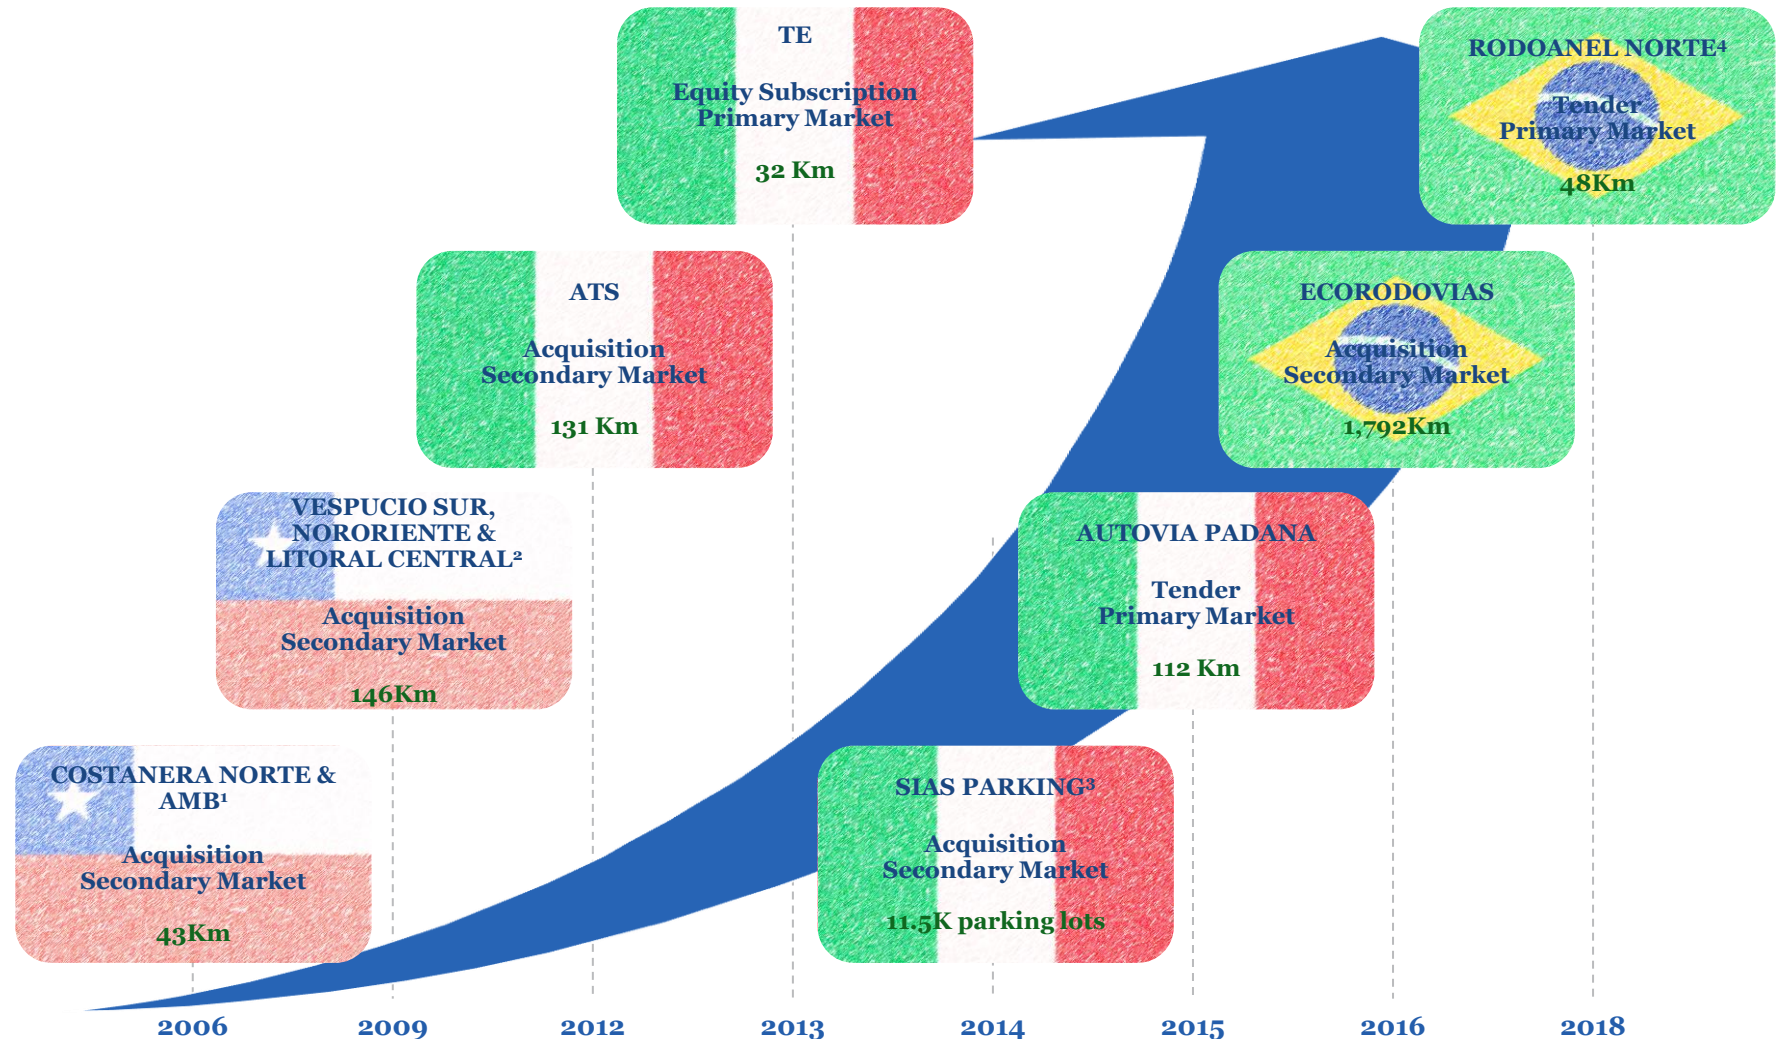 TE
Equity Subscription
Primary Market
32 Km
RODOANEL NORTE⁴
Tender
Primary Market
48Km
ATS
Acquisition
Secondary Market
131 Km
ECORODOVIAS
Acquisition
Secondary Market
1,792Km
VESPUCIO SUR,
NORORIENTE &
LITORAL CENTRAL²
Acquisition
Secondary Market
146Km
AUTOVIA PADANA
Tender
Primary Market
112 Km
COSTANERA NORTE &
AMB¹
Acquisition
Secondary Market
43Km
SIAS PARKING³
Acquisition
Secondary Market
11.5K parking lots
2006
2009
2012
2013
2014
2015
2016
2018